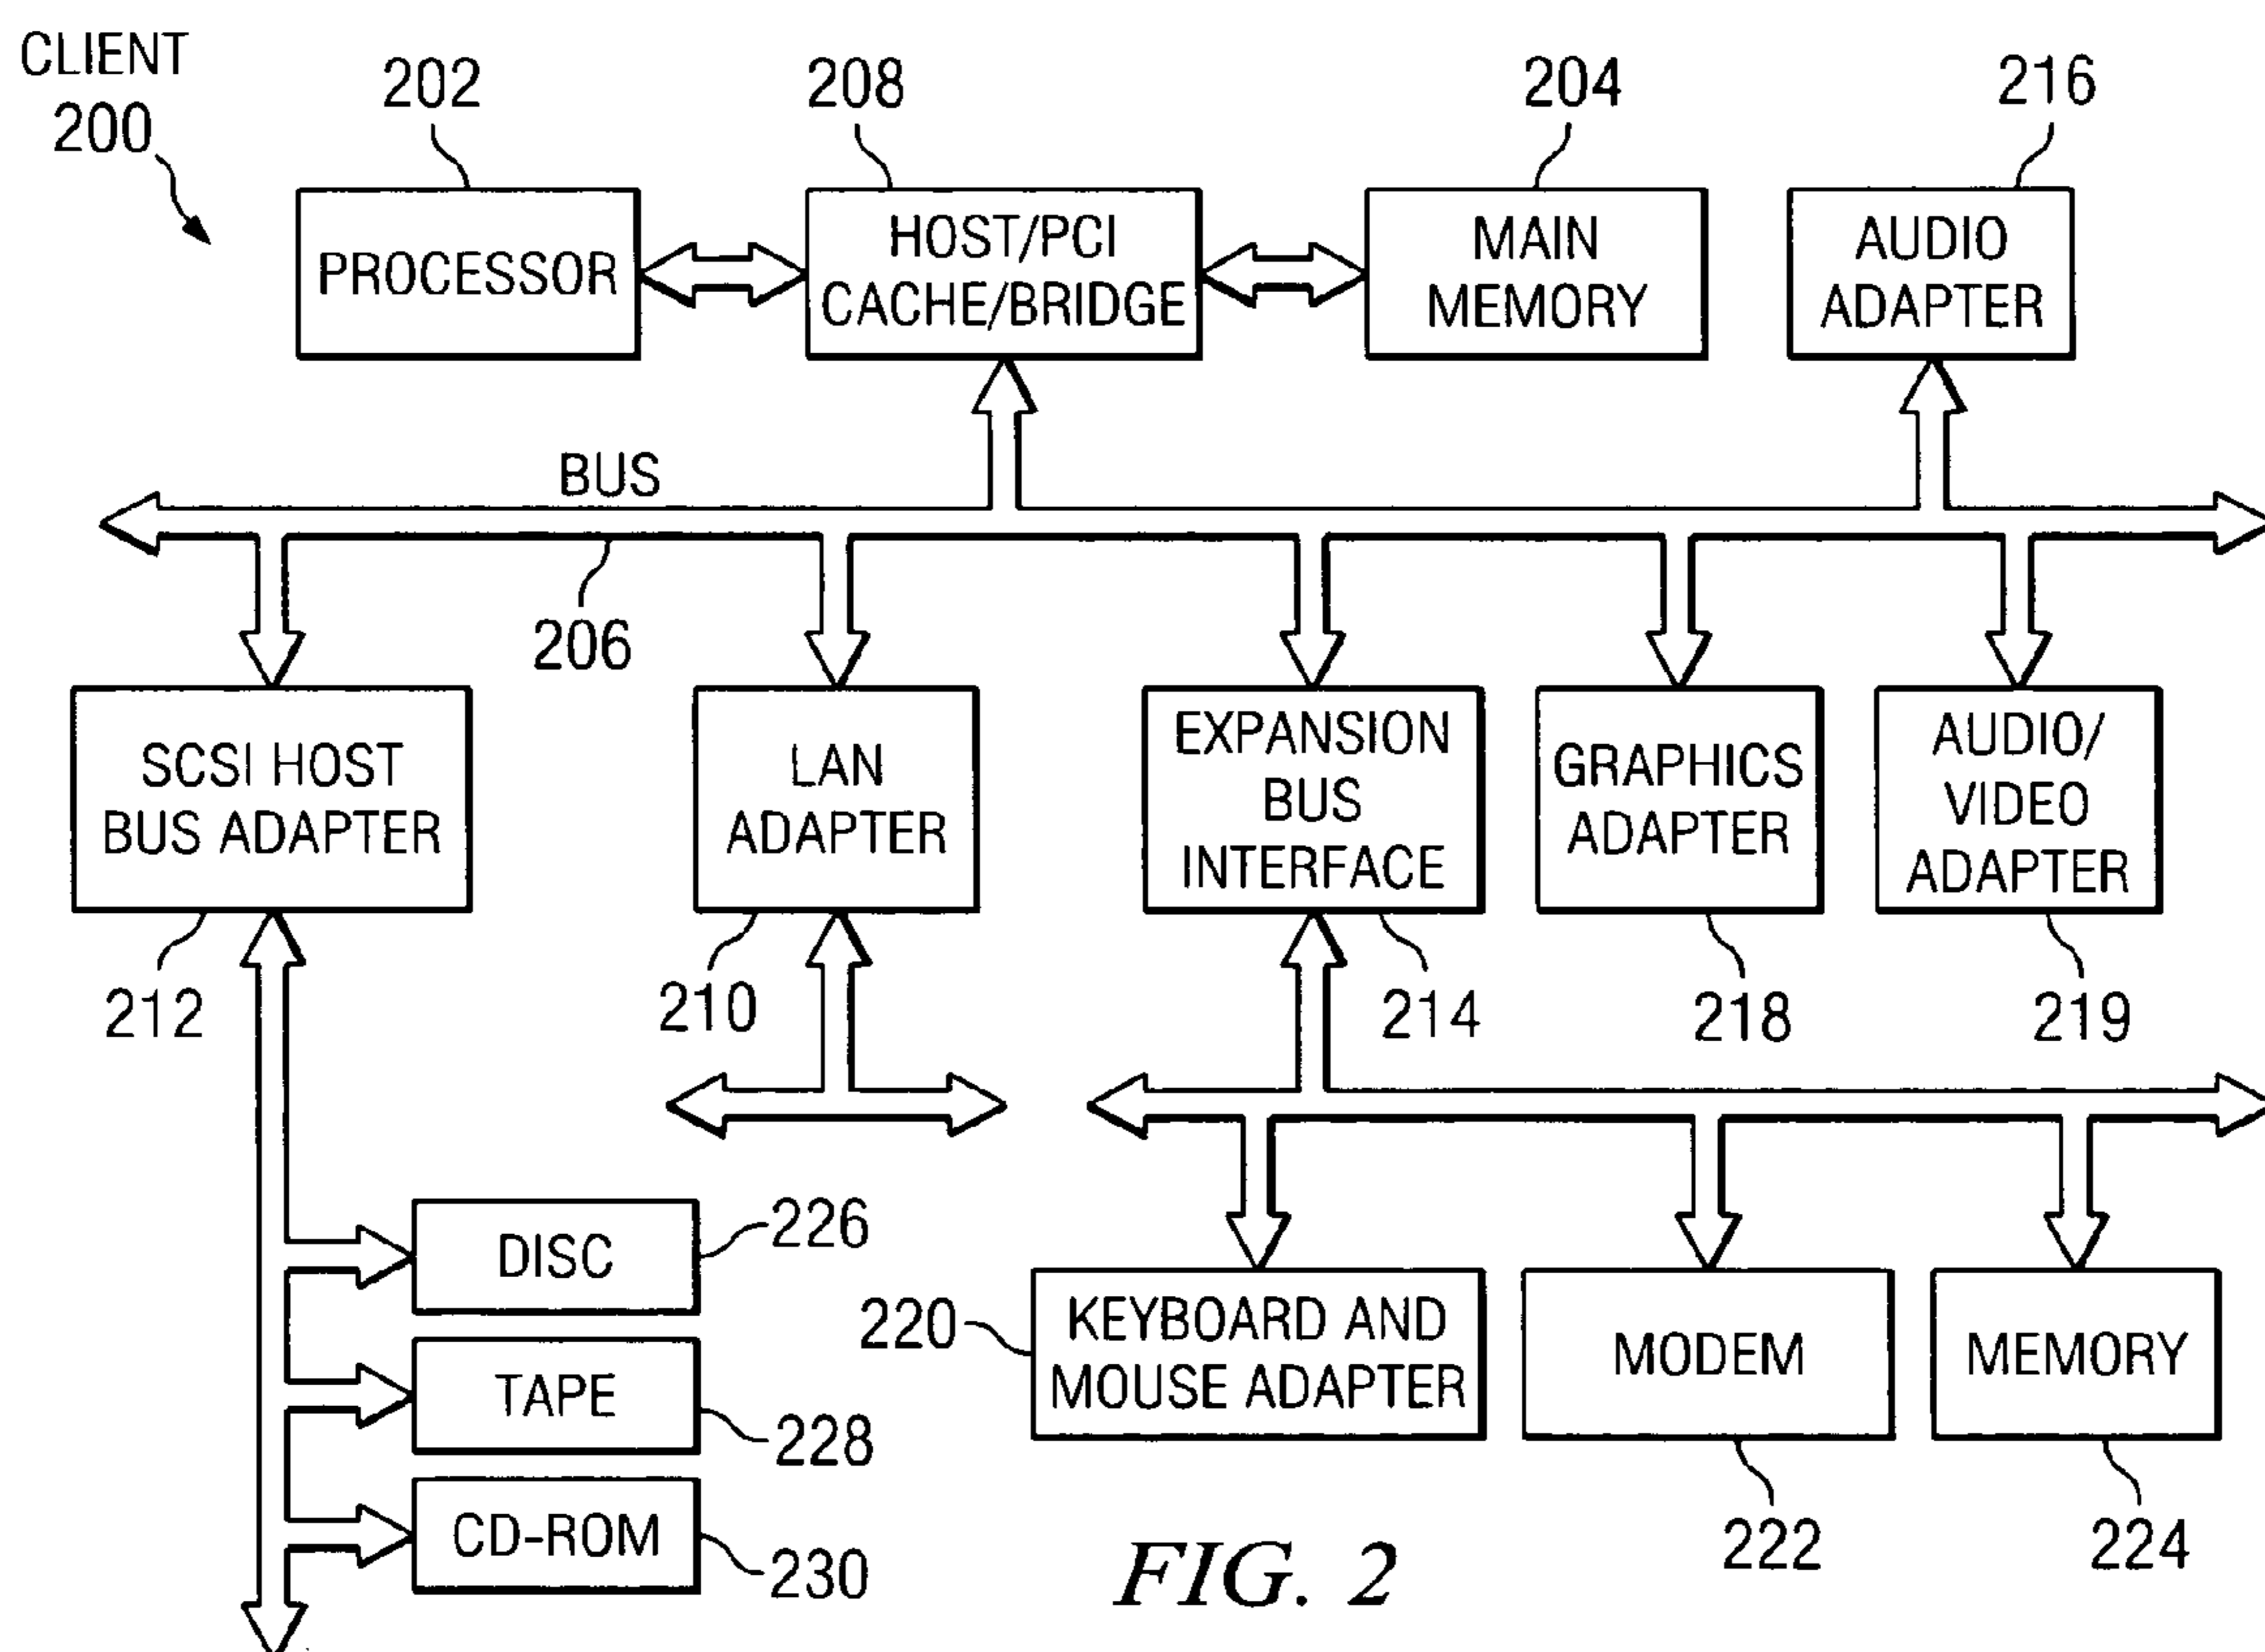 CLIENT
200
202
208
204
216
PROCESSOR
HOST/PCI
CACHE/BRIDGE
MAIN
MEMORY
AUDIO
ADAPTER
BUS
206
SCSI HOST
BUS ADAPTER
LAN
ADAPTER
EXPANSION
BUS
INTERFACE
GRAPHICS
ADAPTER
AUDIO/
VIDEO
ADAPTER
212
210
214
218
219
DISC
226
TAPE
228
CD-ROM
230
220
KEYBOARD AND
MOUSE ADAPTER
MODEM
MEMORY
222
224
FIG. 2